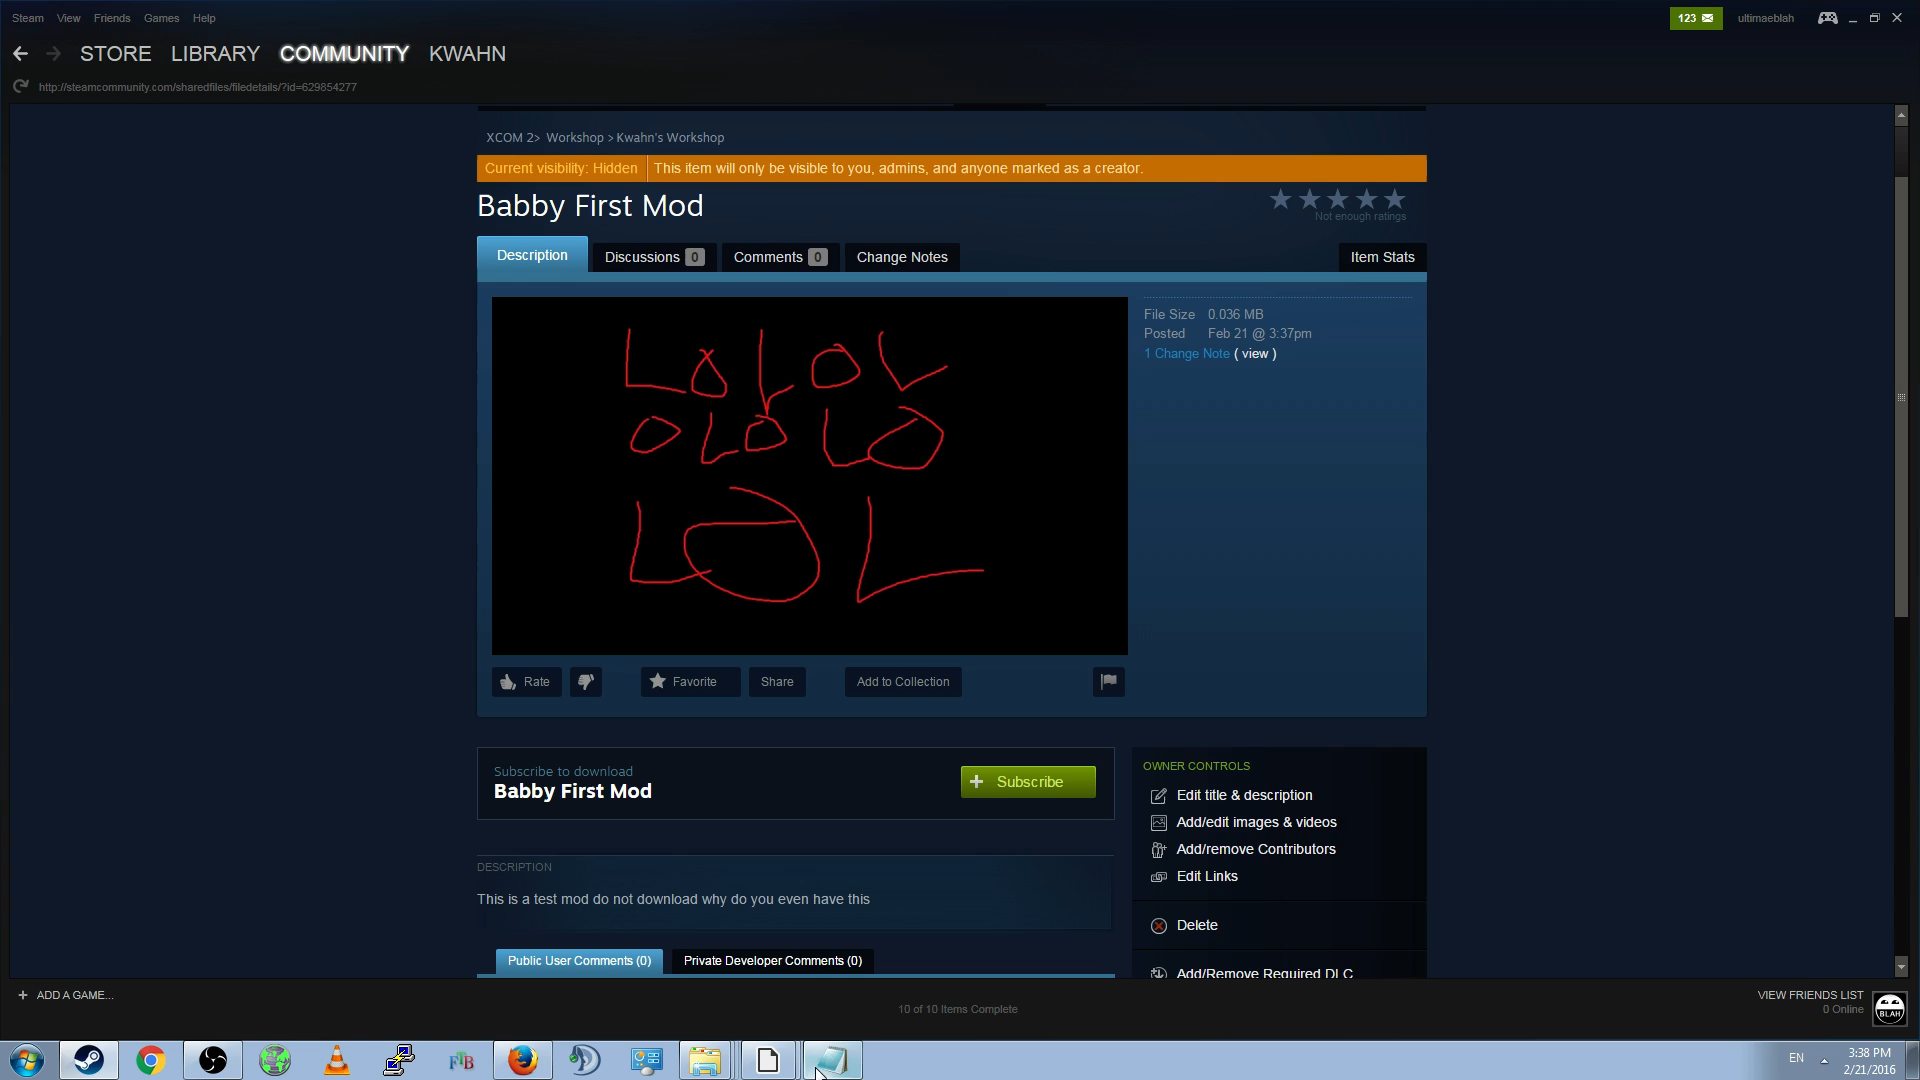 Steam View Friends Games Help
123
ultimaeblah
STORE LIBRARY COMMUNITY KWAHN
http://steamcommunity.com/sharedfiles/filedetails/?id=629854277
XCOM 2> Workshop > Kwahn's Workshop
Current visibility: Hidden This item will only be visible to you, admins, and anyone marked as a creator.
Babby First Mod
Not enough ratings
Description Discussions 0 Comments 0 Change Notes Item Stats
LOLOL
OLOLO
LOL
File Size 0.036 MB
Posted Feb 21 @ 3:37pm
1 Change Note ( view )
Rate Favorite Share Add to Collection
Subscribe to download
Babby First Mod
Subscribe
DESCRIPTION
This is a test mod do not download why do you even have this
Public User Comments (0) Private Developer Comments (0)
OWNER CONTROLS
Edit title & description
Add/edit images & videos
Add/remove Contributors
Edit Links
Delete
Add/Remove Required DLC
ADD A GAME...
10 of 10 Items Complete
VIEW FRIENDS LIST
0 Online
BLAH
FTB
EN
3:38 PM
2/21/2016